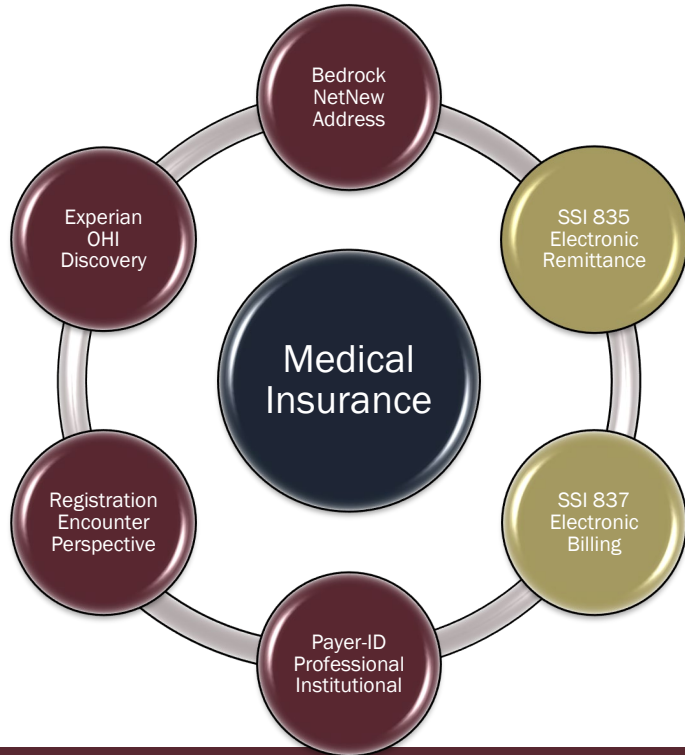 Bedrock
NetNew
Address
SSI 835
Electronic
Remittance
SSI 837
Electronic
Billing
Payer-ID
Professional
Institutional
Registration
Encounter
Perspective
Experian
OHI
Discovery
Medical
Insurance